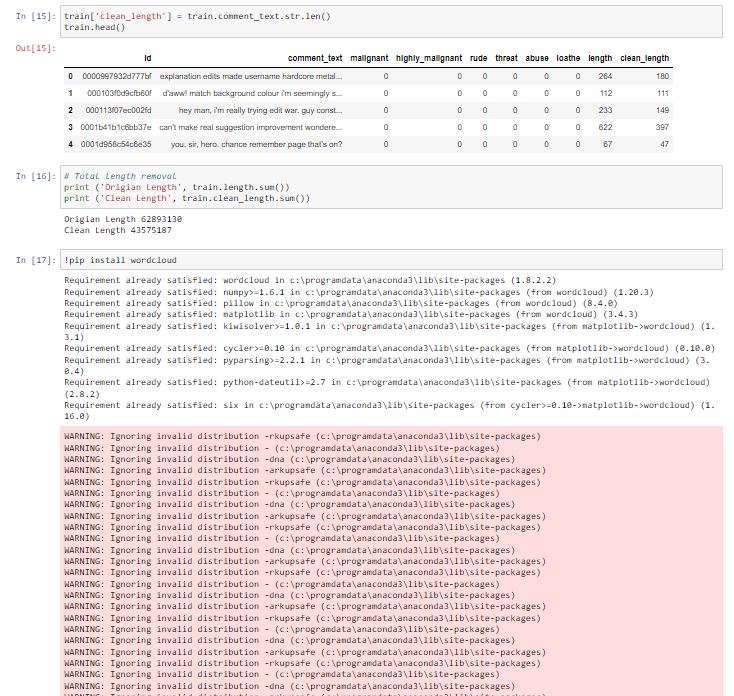 In [15]: train['clean_length'] = train.comment_text.str.len()
train.head()
Out[15]:
id comment_text malignant highly_malignant rude threat abuse loathe length clean_length
0 0000997932d777bf explanation edits made username hardcore metal... 0 0 0 0 0 0 264 180
1 000103f0d9cfb60f d'aww! match background colour i'm seemingly s... 0 0 0 0 0 0 112 111
2 000113f07ec002fd hey man, i'm really trying edit war. guy const... 0 0 0 0 0 0 233 149
3 0001b41b1c6bb37e can't make real suggestion improvement wondere... 0 0 0 0 0 0 622 397
4 0001d958c54c6e35 you, sir, hero. chance remember page that's on? 0 0 0 0 0 0 67 47
In [16]: # Total Length removal
print ('Origian Length', train.length.sum())
print ('Clean Length', train.clean_length.sum())
Origian Length 62893130
Clean Length 43575187
In [17]: !pip install wordcloud
Requirement already satisfied: wordcloud in c:\programdata\anaconda3\lib\site-packages (1.8.2.2)
Requirement already satisfied: numpy>=1.6.1 in c:\programdata\anaconda3\lib\site-packages (from wordcloud) (1.20.3)
Requirement already satisfied: pillow in c:\programdata\anaconda3\lib\site-packages (from wordcloud) (8.4.0)
Requirement already satisfied: matplotlib in c:\programdata\anaconda3\lib\site-packages (from wordcloud) (3.4.3)
Requirement already satisfied: kiwisolver>=1.0.1 in c:\programdata\anaconda3\lib\site-packages (from matplotlib->wordcloud) (1.
3.1)
Requirement already satisfied: cycler>=0.10 in c:\programdata\anaconda3\lib\site-packages (from matplotlib->wordcloud) (0.10.0)
Requirement already satisfied: pyparsing>=2.2.1 in c:\programdata\anaconda3\lib\site-packages (from matplotlib->wordcloud) (3.
0.4)
Requirement already satisfied: python-dateutil>=2.7 in c:\programdata\anaconda3\lib\site-packages (from matplotlib->wordcloud)
(2.8.2)
Requirement already satisfied: six in c:\programdata\anaconda3\lib\site-packages (from cycler>=0.10->matplotlib->wordcloud) (1.
16.0)
WARNING: Ignoring invalid distribution -rkupsafe (c:\programdata\anaconda3\lib\site-packages)
WARNING: Ignoring invalid distribution - (c:\programdata\anaconda3\lib\site-packages)
WARNING: Ignoring invalid distribution -dna (c:\programdata\anaconda3\lib\site-packages)
WARNING: Ignoring invalid distribution -arkupsafe (c:\programdata\anaconda3\lib\site-packages)
WARNING: Ignoring invalid distribution -rkupsafe (c:\programdata\anaconda3\lib\site-packages)
WARNING: Ignoring invalid distribution - (c:\programdata\anaconda3\lib\site-packages)
WARNING: Ignoring invalid distribution -dna (c:\programdata\anaconda3\lib\site-packages)
WARNING: Ignoring invalid distribution -arkupsafe (c:\programdata\anaconda3\lib\site-packages)
WARNING: Ignoring invalid distribution -rkupsafe (c:\programdata\anaconda3\lib\site-packages)
WARNING: Ignoring invalid distribution - (c:\programdata\anaconda3\lib\site-packages)
WARNING: Ignoring invalid distribution -dna (c:\programdata\anaconda3\lib\site-packages)
WARNING: Ignoring invalid distribution -arkupsafe (c:\programdata\anaconda3\lib\site-packages)
WARNING: Ignoring invalid distribution -rkupsafe (c:\programdata\anaconda3\lib\site-packages)
WARNING: Ignoring invalid distribution - (c:\programdata\anaconda3\lib\site-packages)
WARNING: Ignoring invalid distribution -dna (c:\programdata\anaconda3\lib\site-packages)
WARNING: Ignoring invalid distribution -arkupsafe (c:\programdata\anaconda3\lib\site-packages)
WARNING: Ignoring invalid distribution -rkupsafe (c:\programdata\anaconda3\lib\site-packages)
WARNING: Ignoring invalid distribution - (c:\programdata\anaconda3\lib\site-packages)
WARNING: Ignoring invalid distribution -dna (c:\programdata\anaconda3\lib\site-packages)
WARNING: Ignoring invalid distribution -arkupsafe (c:\programdata\anaconda3\lib\site-packages)
WARNING: Ignoring invalid distribution -rkupsafe (c:\programdata\anaconda3\lib\site-packages)
WARNING: Ignoring invalid distribution - (c:\programdata\anaconda3\lib\site-packages)
WARNING: Ignoring invalid distribution -dna (c:\programdata\anaconda3\lib\site-packages)